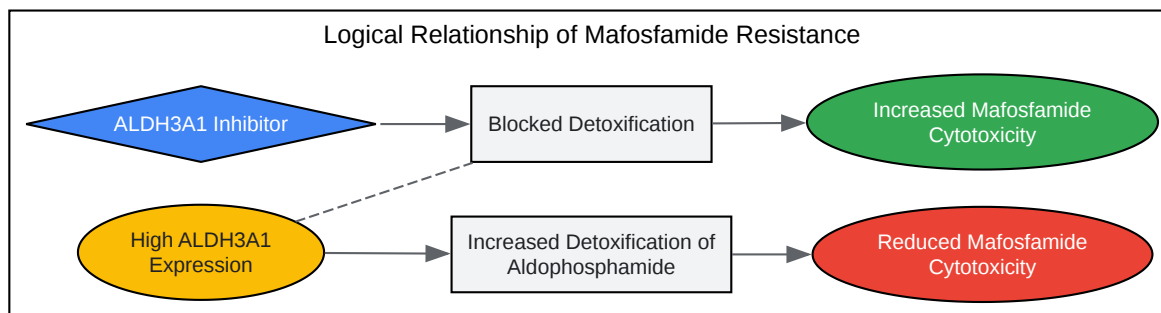 Logical Relationship of Mafosfamide Resistance
ALDH3A1 Inhibitor
Blocked Detoxification
Increased Mafosfamide
Cytotoxicity
High ALDH3A1
Expression
Increased Detoxification of
Aldophosphamide
Reduced Mafosfamide
Cytotoxicity